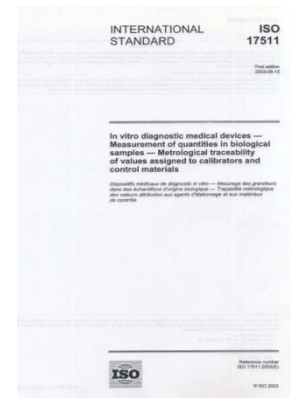 INTERNATIONAL
STANDARD
ISO
17511
First edition
2003-08-15
In vitro diagnostic medical devices —
Measurement of quantities in biological
samples — Metrological traceability
of values assigned to calibrators and
control materials
Dispositifs médicaux de diagnostic in vitro — Mesurage des grandeurs
dans des échantillons d'origine biologique — Traçabilité métrologique
des valeurs attribuées aux agents d'étalonnage et aux matériaux
de contrôle
ISO
Reference number
ISO 17511:2003(E)
© ISO 2003